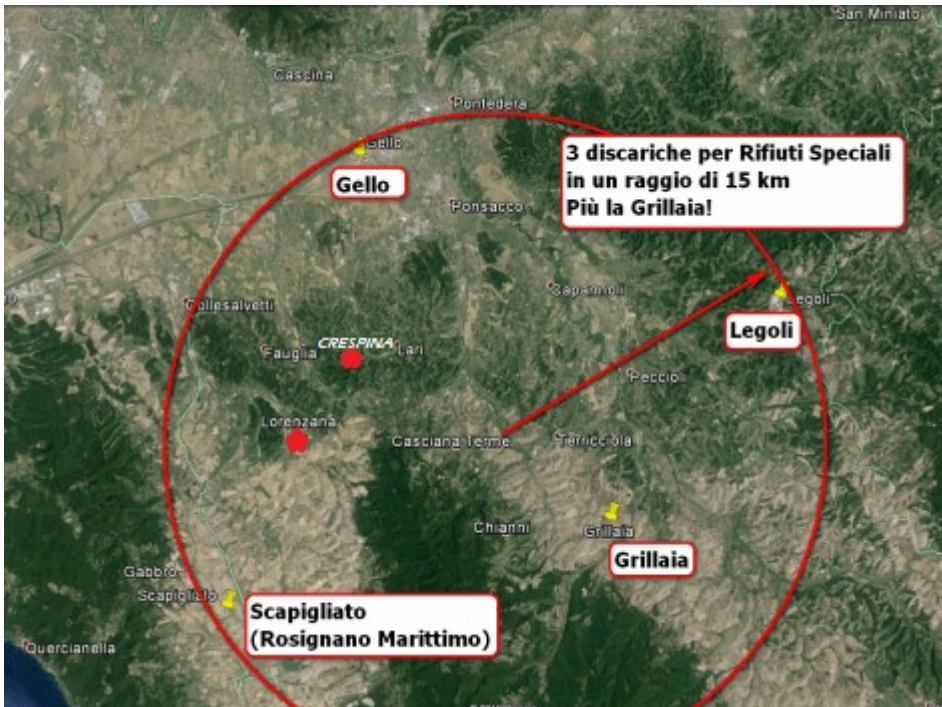 San Miniato
Cascina
Pontedera
Gello
Gello
3 discariche per Rifiuti Speciali
in un raggio di 15 km
Più la Grillaia!
Ponsacco
Capannoli
Legoli
Legoli
Collesalvetti
CRESPINA
Fauglia
Lari
Peccioli
Lorenzana
Casciana Terme
Terricciola
Chianni
Grillaia
Grillaia
Gabbro
Scapigliato
Scapigliato
(Rosignano Marittimo)
Quercianella